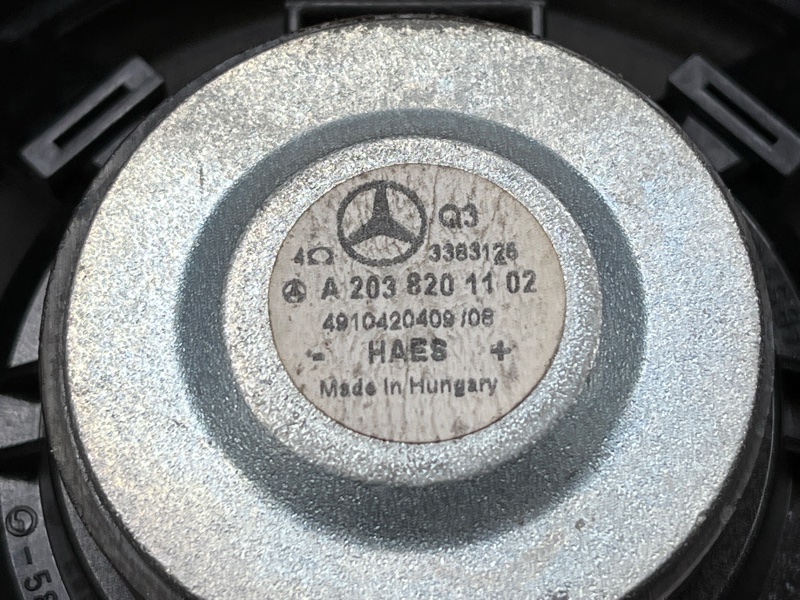 Q3
4Ω 3383126
A 203 820 11 02
4910420409/08
- HAES +
Made In Hungary